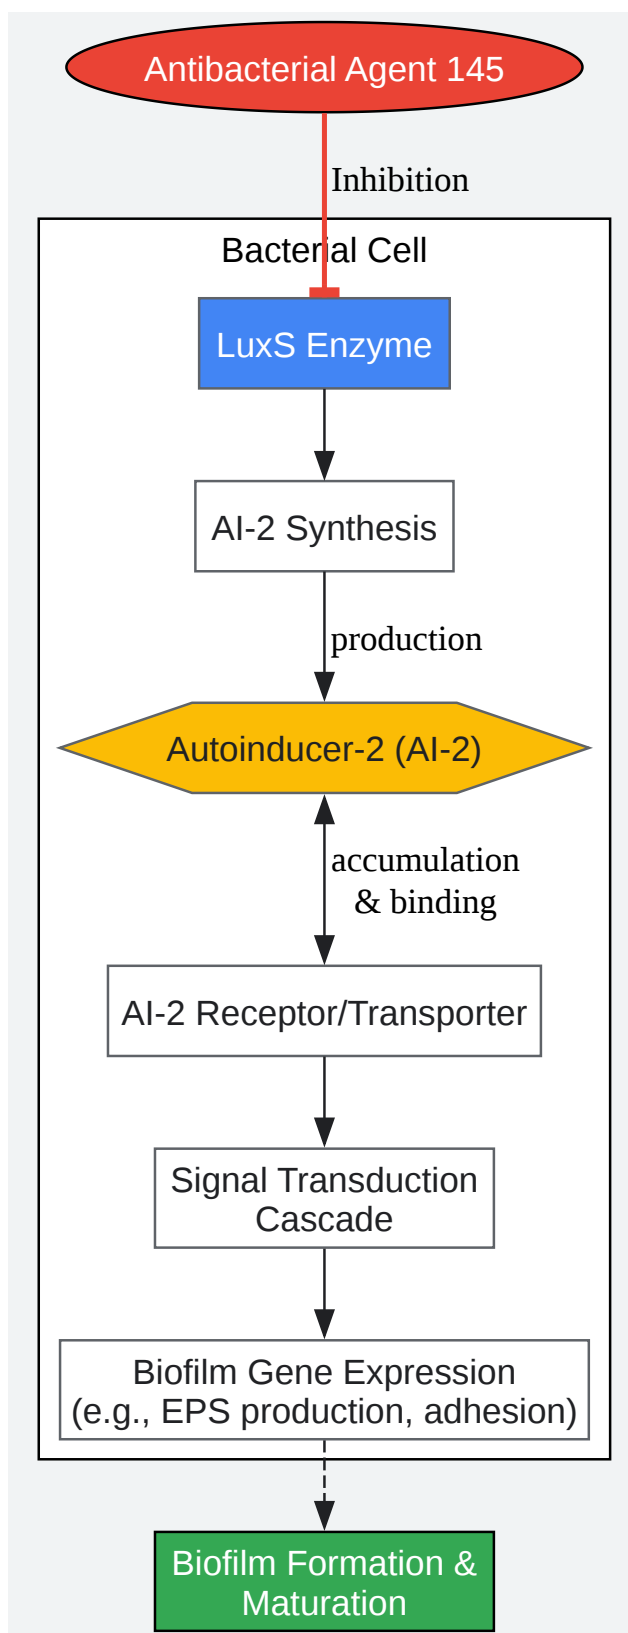 Antibacterial Agent 145
Inhibition
Bacterial Cell
LuxS Enzyme
AI-2 Synthesis
production
Autoinducer-2 (AI-2)
accumulation
& binding
AI-2 Receptor/Transporter
Signal Transduction
Cascade
Biofilm Gene Expression
(e.g., EPS production, adhesion)
Biofilm Formation &
Maturation